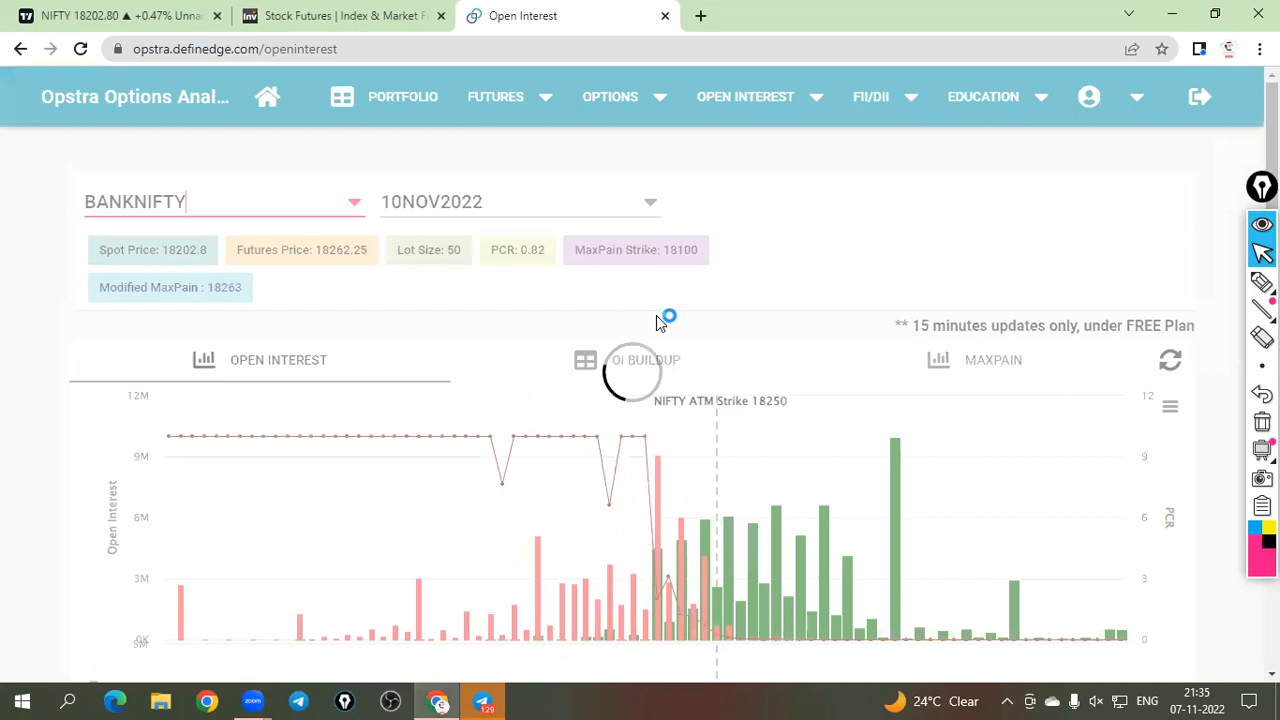 NIFTY 18202.80 ▲ +0.47% Unna
Stock Futures | Index & Market F
Open Interest
opstra.definedge.com/openinterest
Opstra Options Anal...
PORTFOLIO
FUTURES
OPTIONS
OPEN INTEREST
FII/DII
EDUCATION
BANKNIFTY
10NOV2022
Spot Price: 18202.8
Futures Price: 18262.25
Lot Size: 50
PCR: 0.82
MaxPain Strike: 18100
Modified MaxPain : 18263
** 15 minutes updates only, under FREE Plan
OPEN INTEREST
OI BUILDUP
MAXPAIN
NIFTY ATM Strike 18250
12M
9M
6M
3M
0K
5M
Open Interest
12
9
6
3
0
PCR
zoom
129
24°C Clear
ENG
21:35
07-11-2022